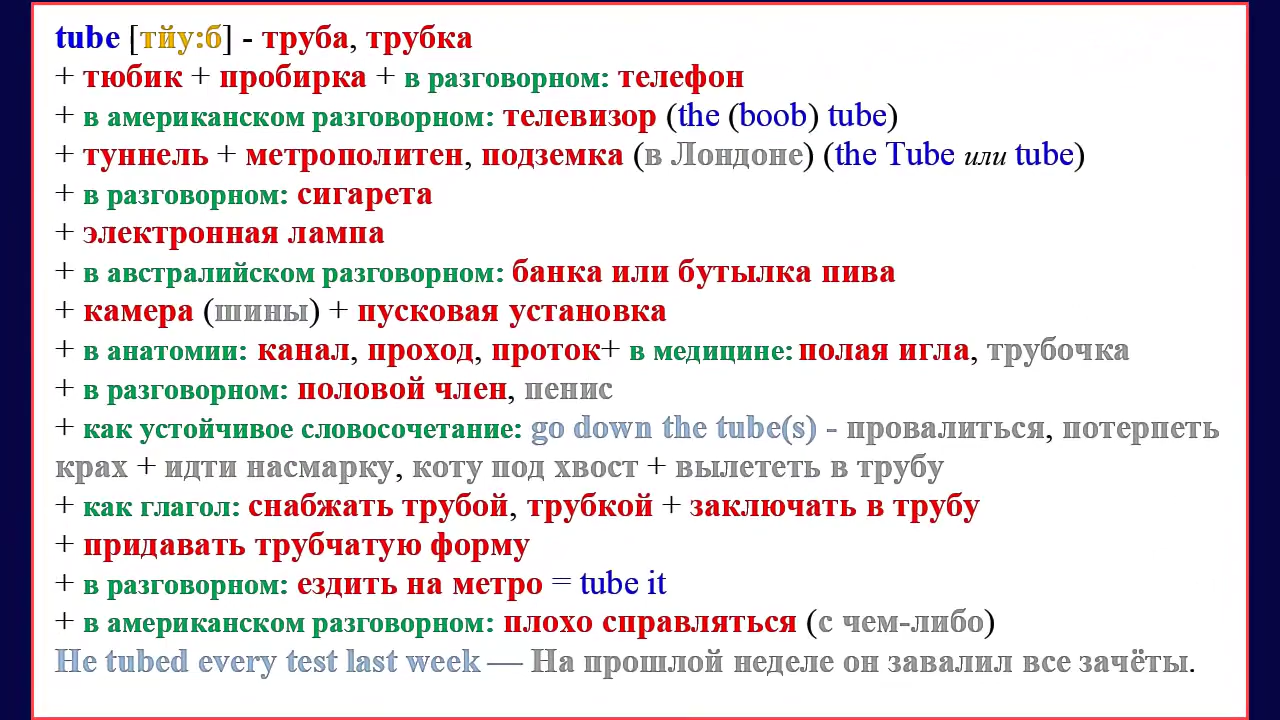 tube [тйу:б] - труба, трубка
+ тюбик + пробирка + в разговорном: телефон
+ в американском разговорном: телевизор (the (boob) tube)
+ туннель + метрополитен, подземка (в Лондоне) (the Tube или tube)
+ в разговорном: сигарета
+ электронная лампа
+ в австралийском разговорном: банка или бутылка пива
+ камера (шины) + пусковая установка
+ в анатомии: канал, проход, проток+ в медицине: полая игла, трубочка
+ в разговорном: половой член, пенис
+ как устойчивое словосочетание: go down the tube(s) - провалиться, потерпеть
крах + идти насмарку, коту под хвост + вылететь в трубу
+ как глагол: снабжать трубой, трубкой + заключать в трубу
+ придавать трубчатую форму
+ в разговорном: ездить на метро = tube it
+ в американском разговорном: плохо справляться (с чем-либо)
He tubed every test last week — На прошлой неделе он завалил все зачёты.